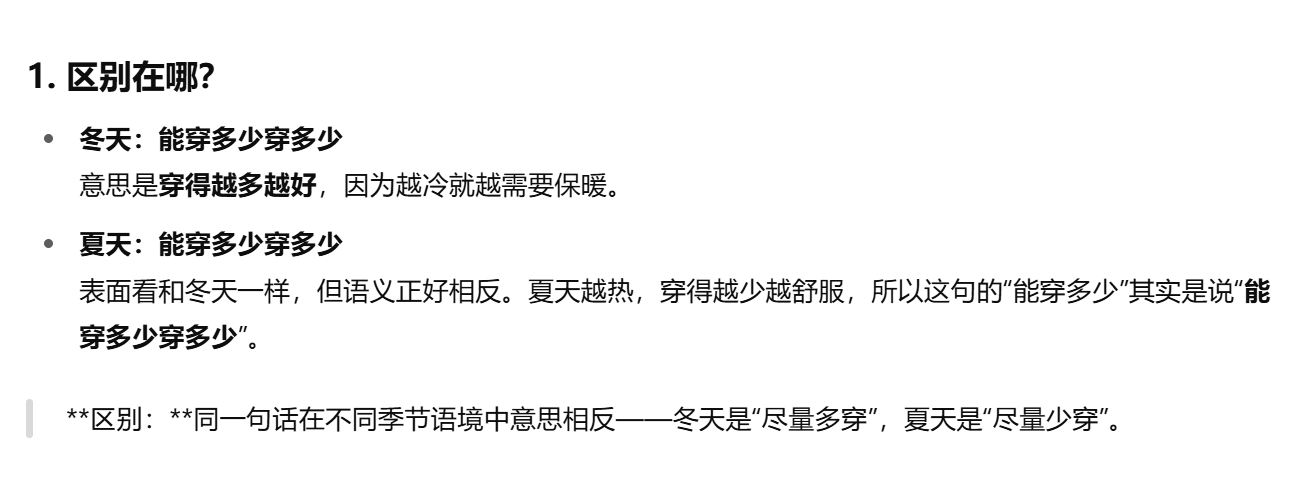 1. 区别在哪？
冬天：能穿多少穿多少
意思是穿得越多越好，因为越冷就越需要保暖。
夏天：能穿多少穿多少
表面看和冬天一样，但语义正好相反。夏天越热，穿得越少越舒服，所以这句的“能穿多少”其实是说“能
穿多少穿多少”。
**区别：**同一句话在不同季节语境中意思相反——冬天是“尽量多穿”，夏天是“尽量少穿”。